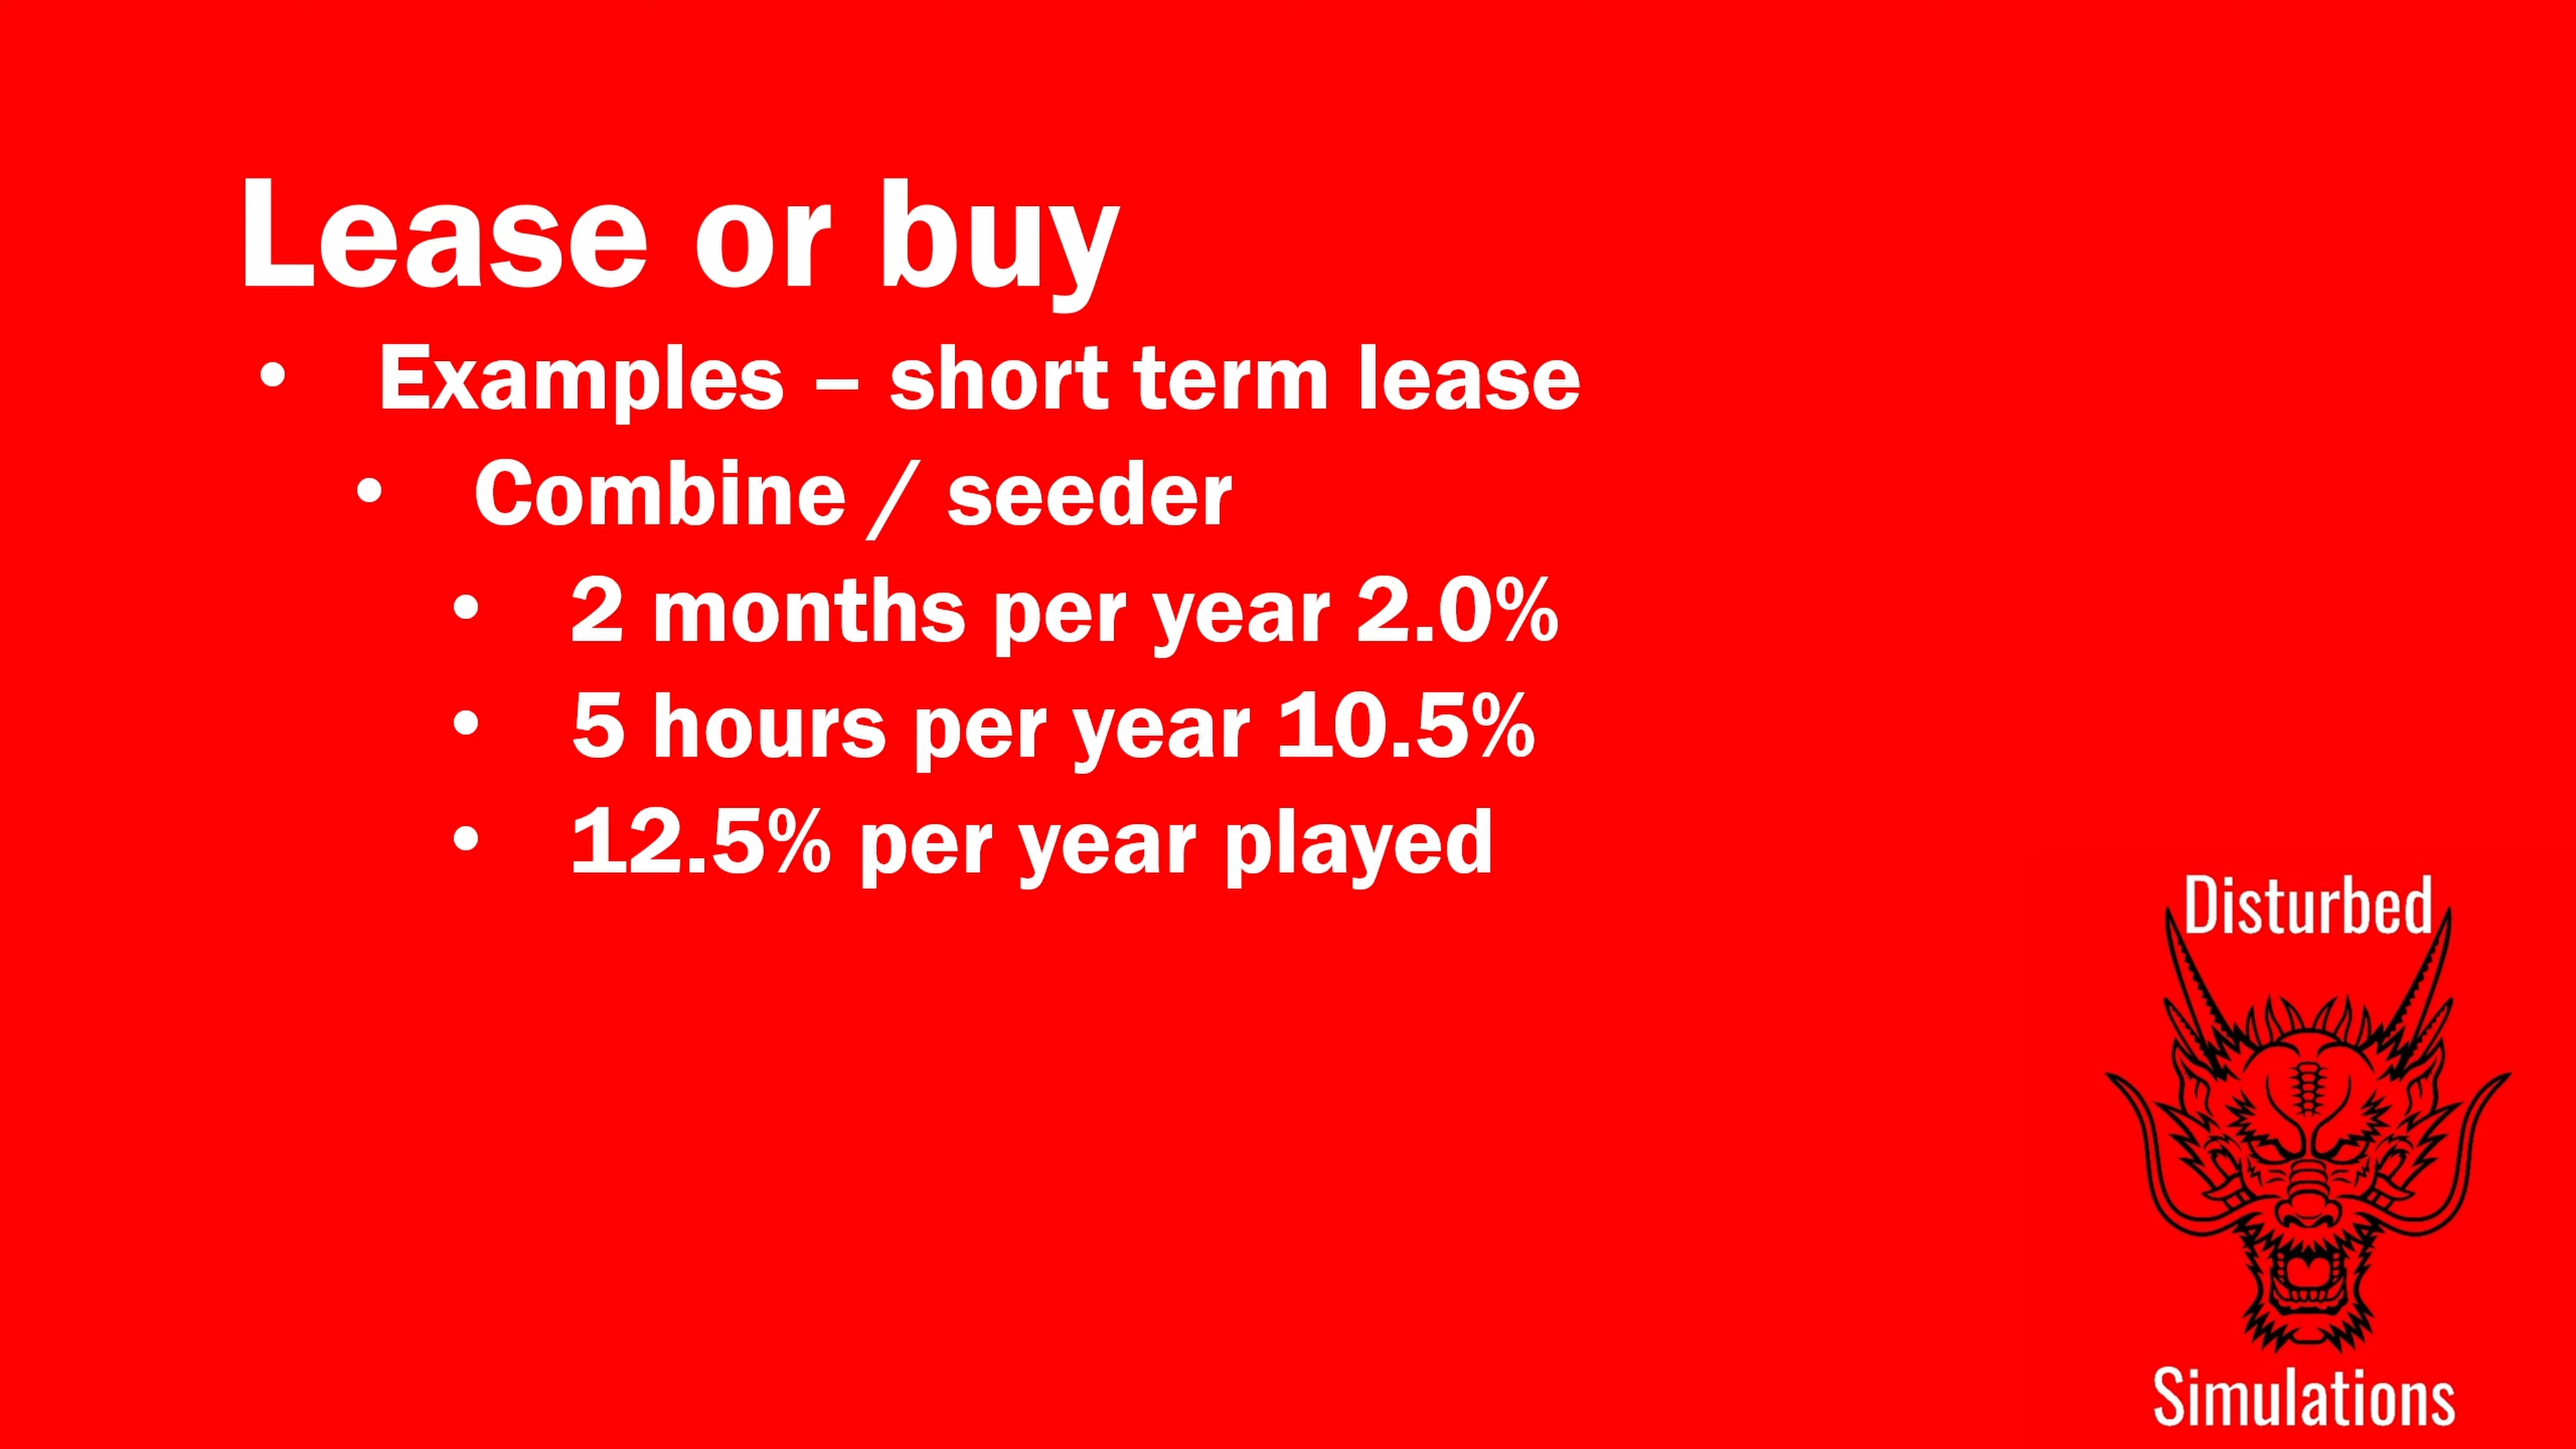 Lease or buy
• Examples – short term lease
• Combine / seeder
• 2 months per year 2.0%
• 5 hours per year 10.5%
• 12.5% per year played
Disturbed
Simulations